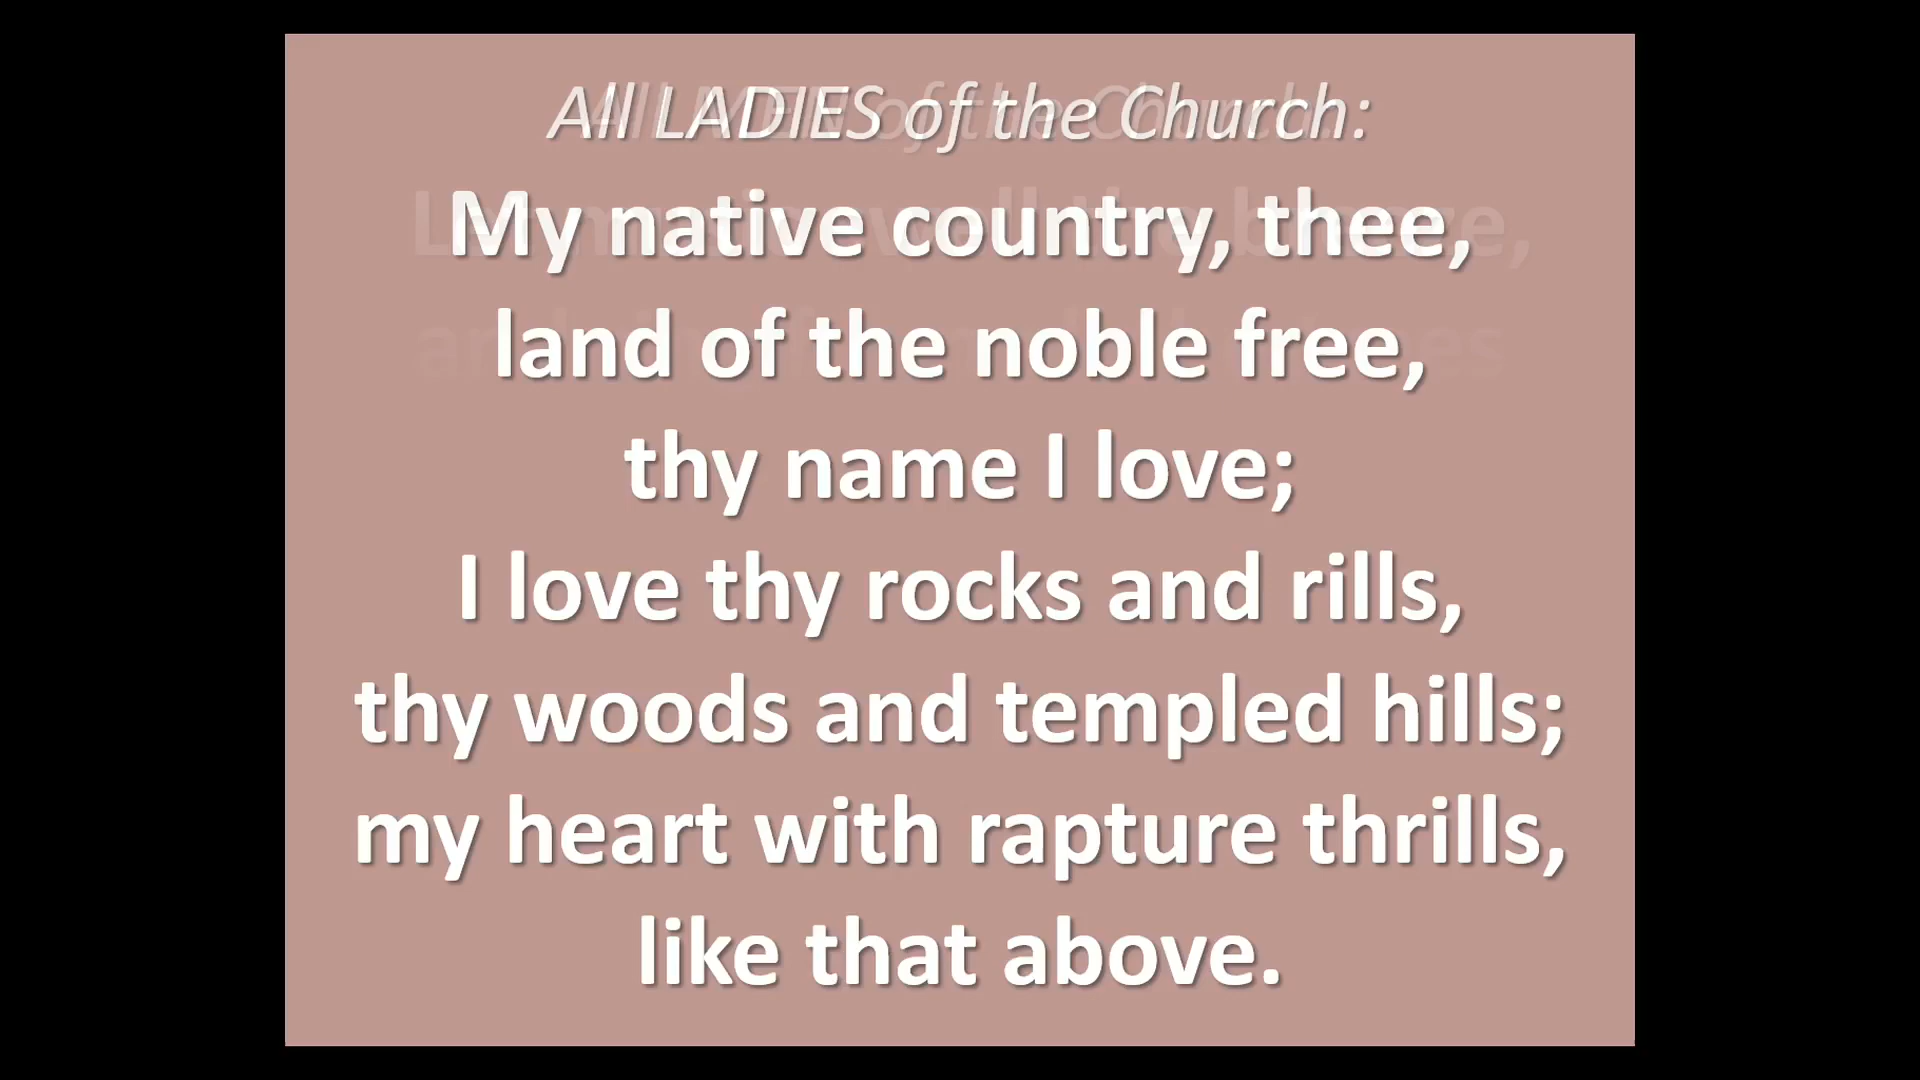 All LADIES of the Church:
My native country, thee,
land of the noble free,
thy name I love;
I love thy rocks and rills,
thy woods and templed hills;
my heart with rapture thrills,
like that above.